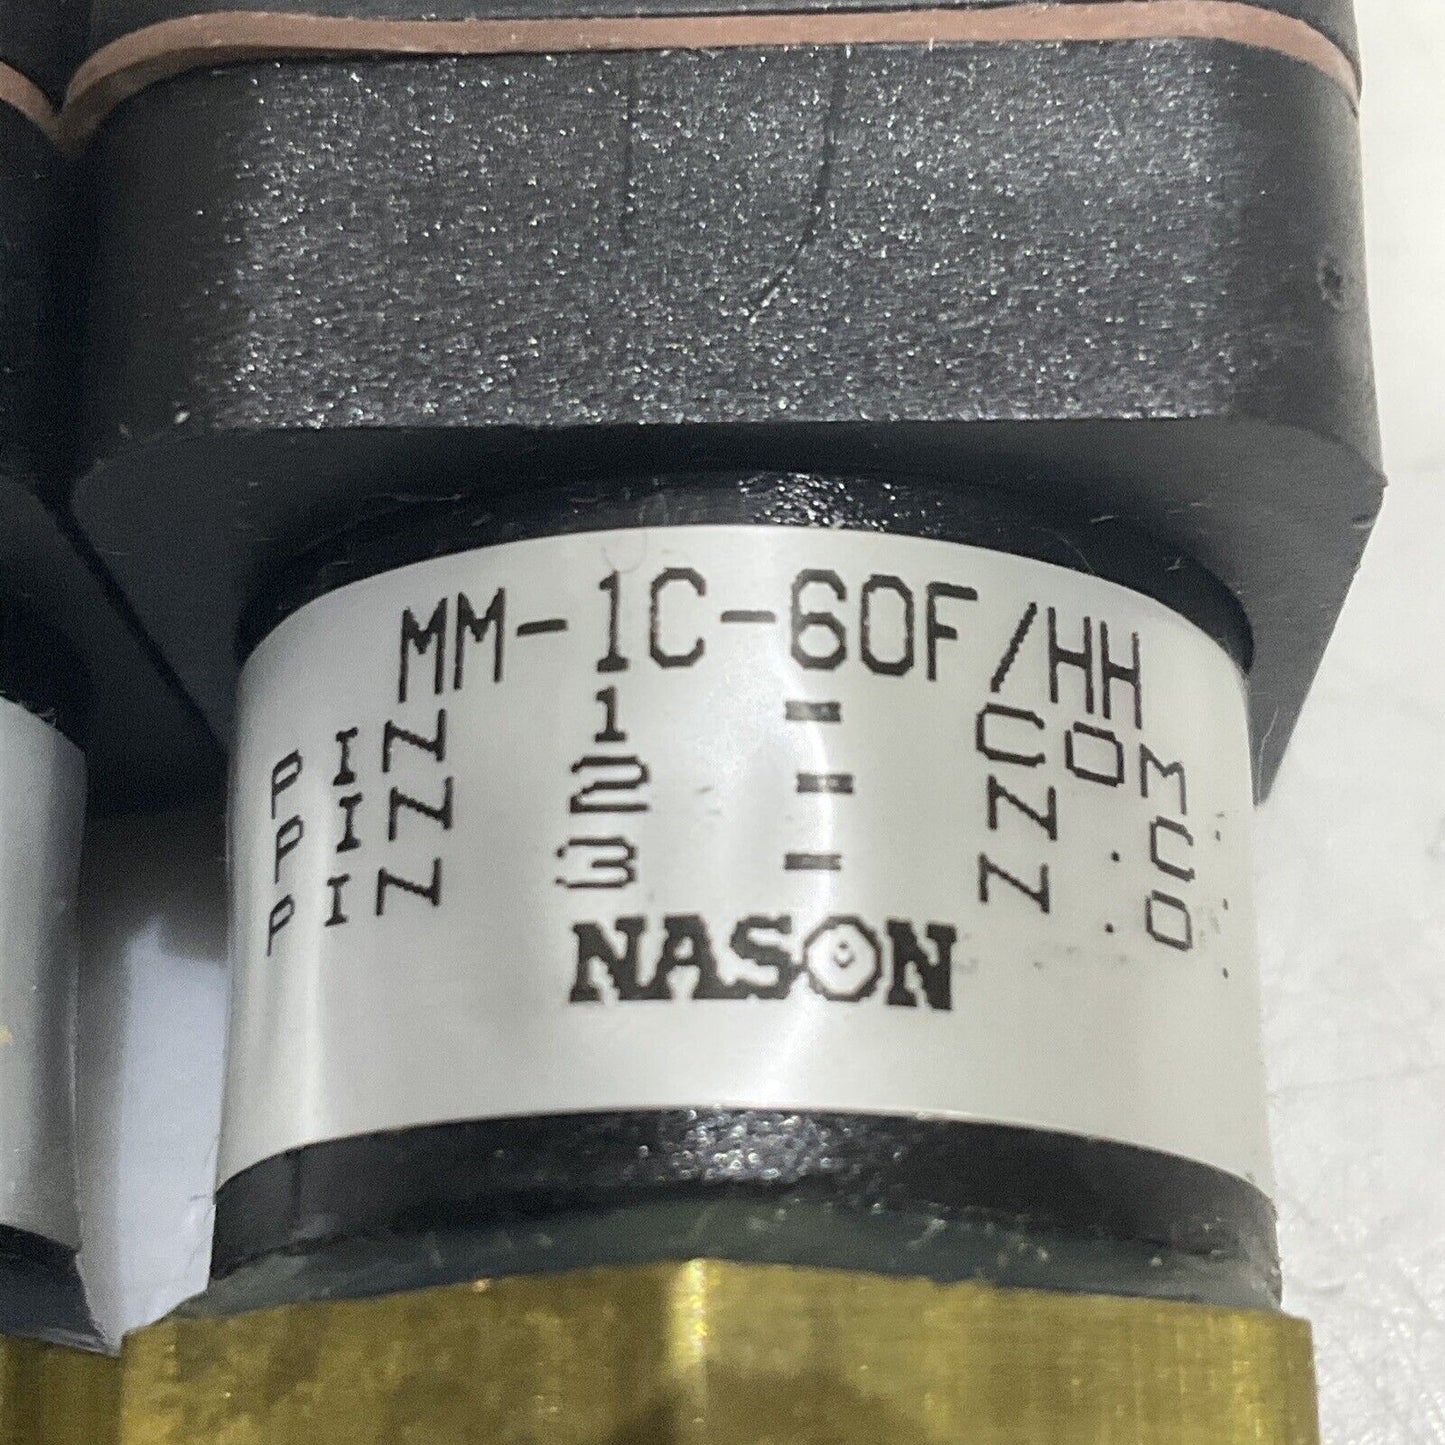 MM-1C-60F/HH
PIN 1 = COM.
PIN 2 = N.C.
PIN 3 = N.O.
NASON